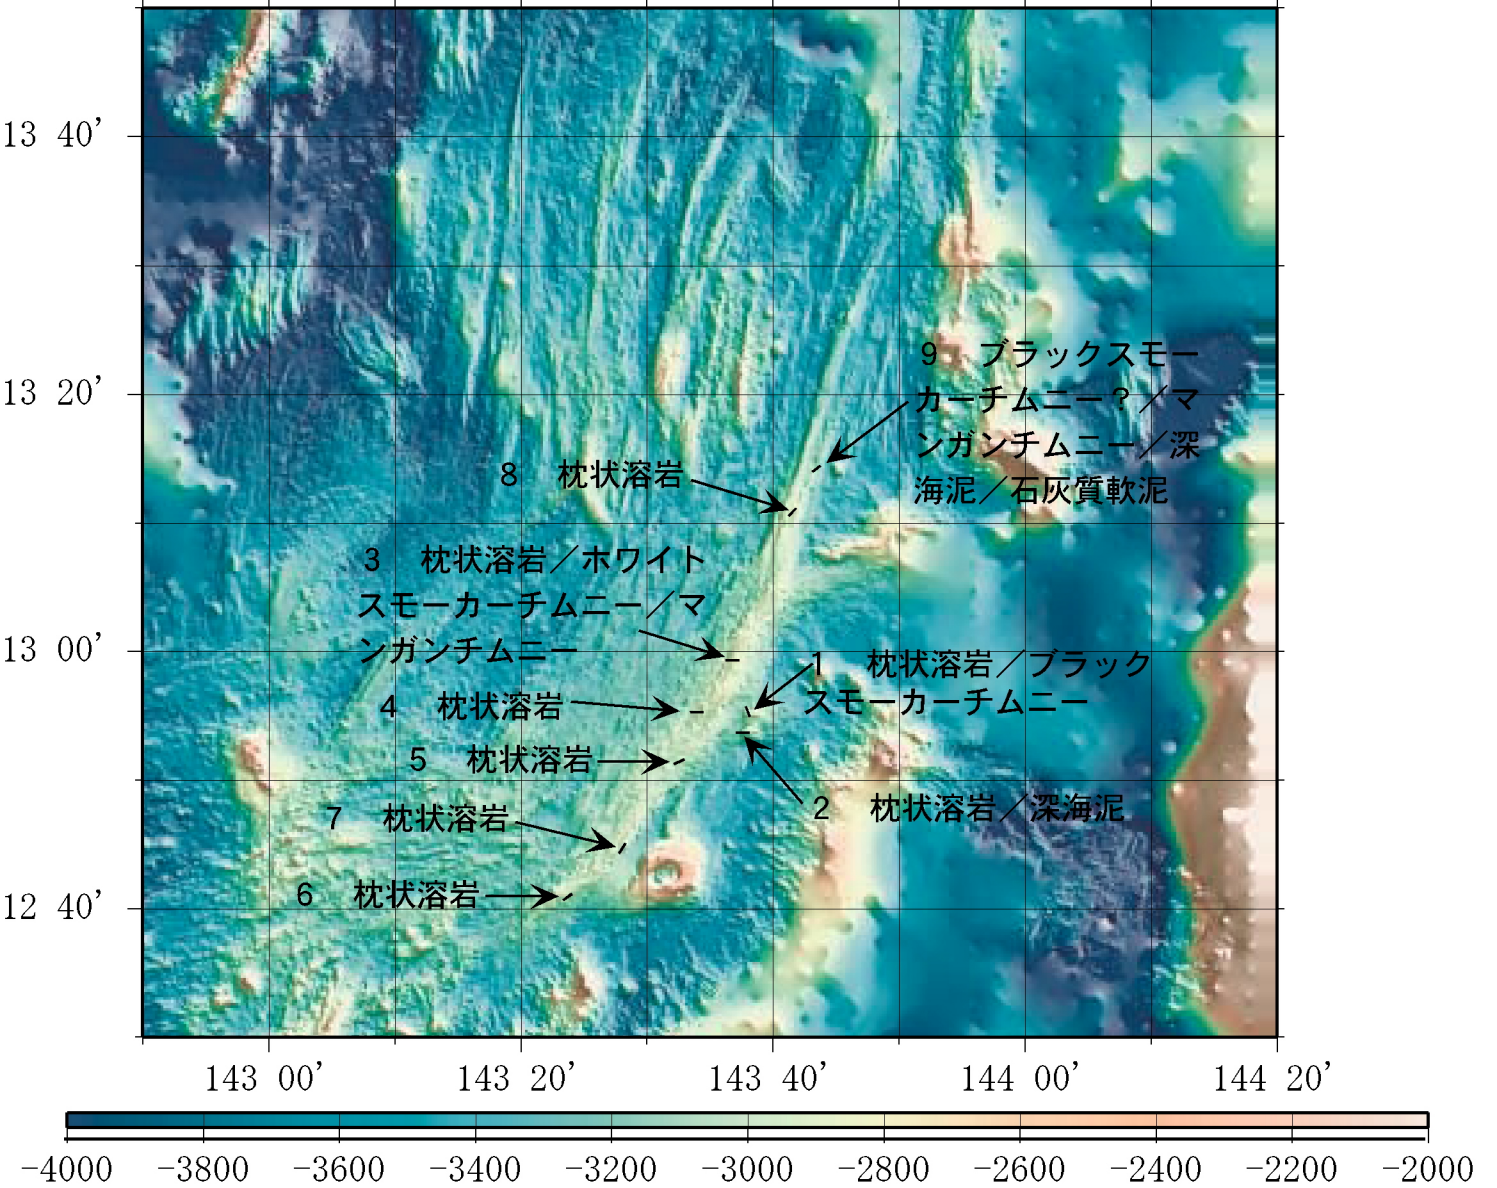 13 40'
13 20'
13 00'
12 40'
9 ブラックスモー
カーチムニー?/マ
ンガンチムニー/深
海泥/石灰質軟泥
8 枕状溶岩
3 枕状溶岩/ホワイト
スモーカーチムニー/マ
ンガンチムニー
1 枕状溶岩/ブラック
スモーカーチムニー
4 枕状溶岩
5 枕状溶岩
2 枕状溶岩/深海泥
7 枕状溶岩
6 枕状溶岩
143 00' 143 20' 143 40' 144 00' 144 20'
-4000 -3800 -3600 -3400 -3200 -3000 -2800 -2600 -2400 -2200 -2000